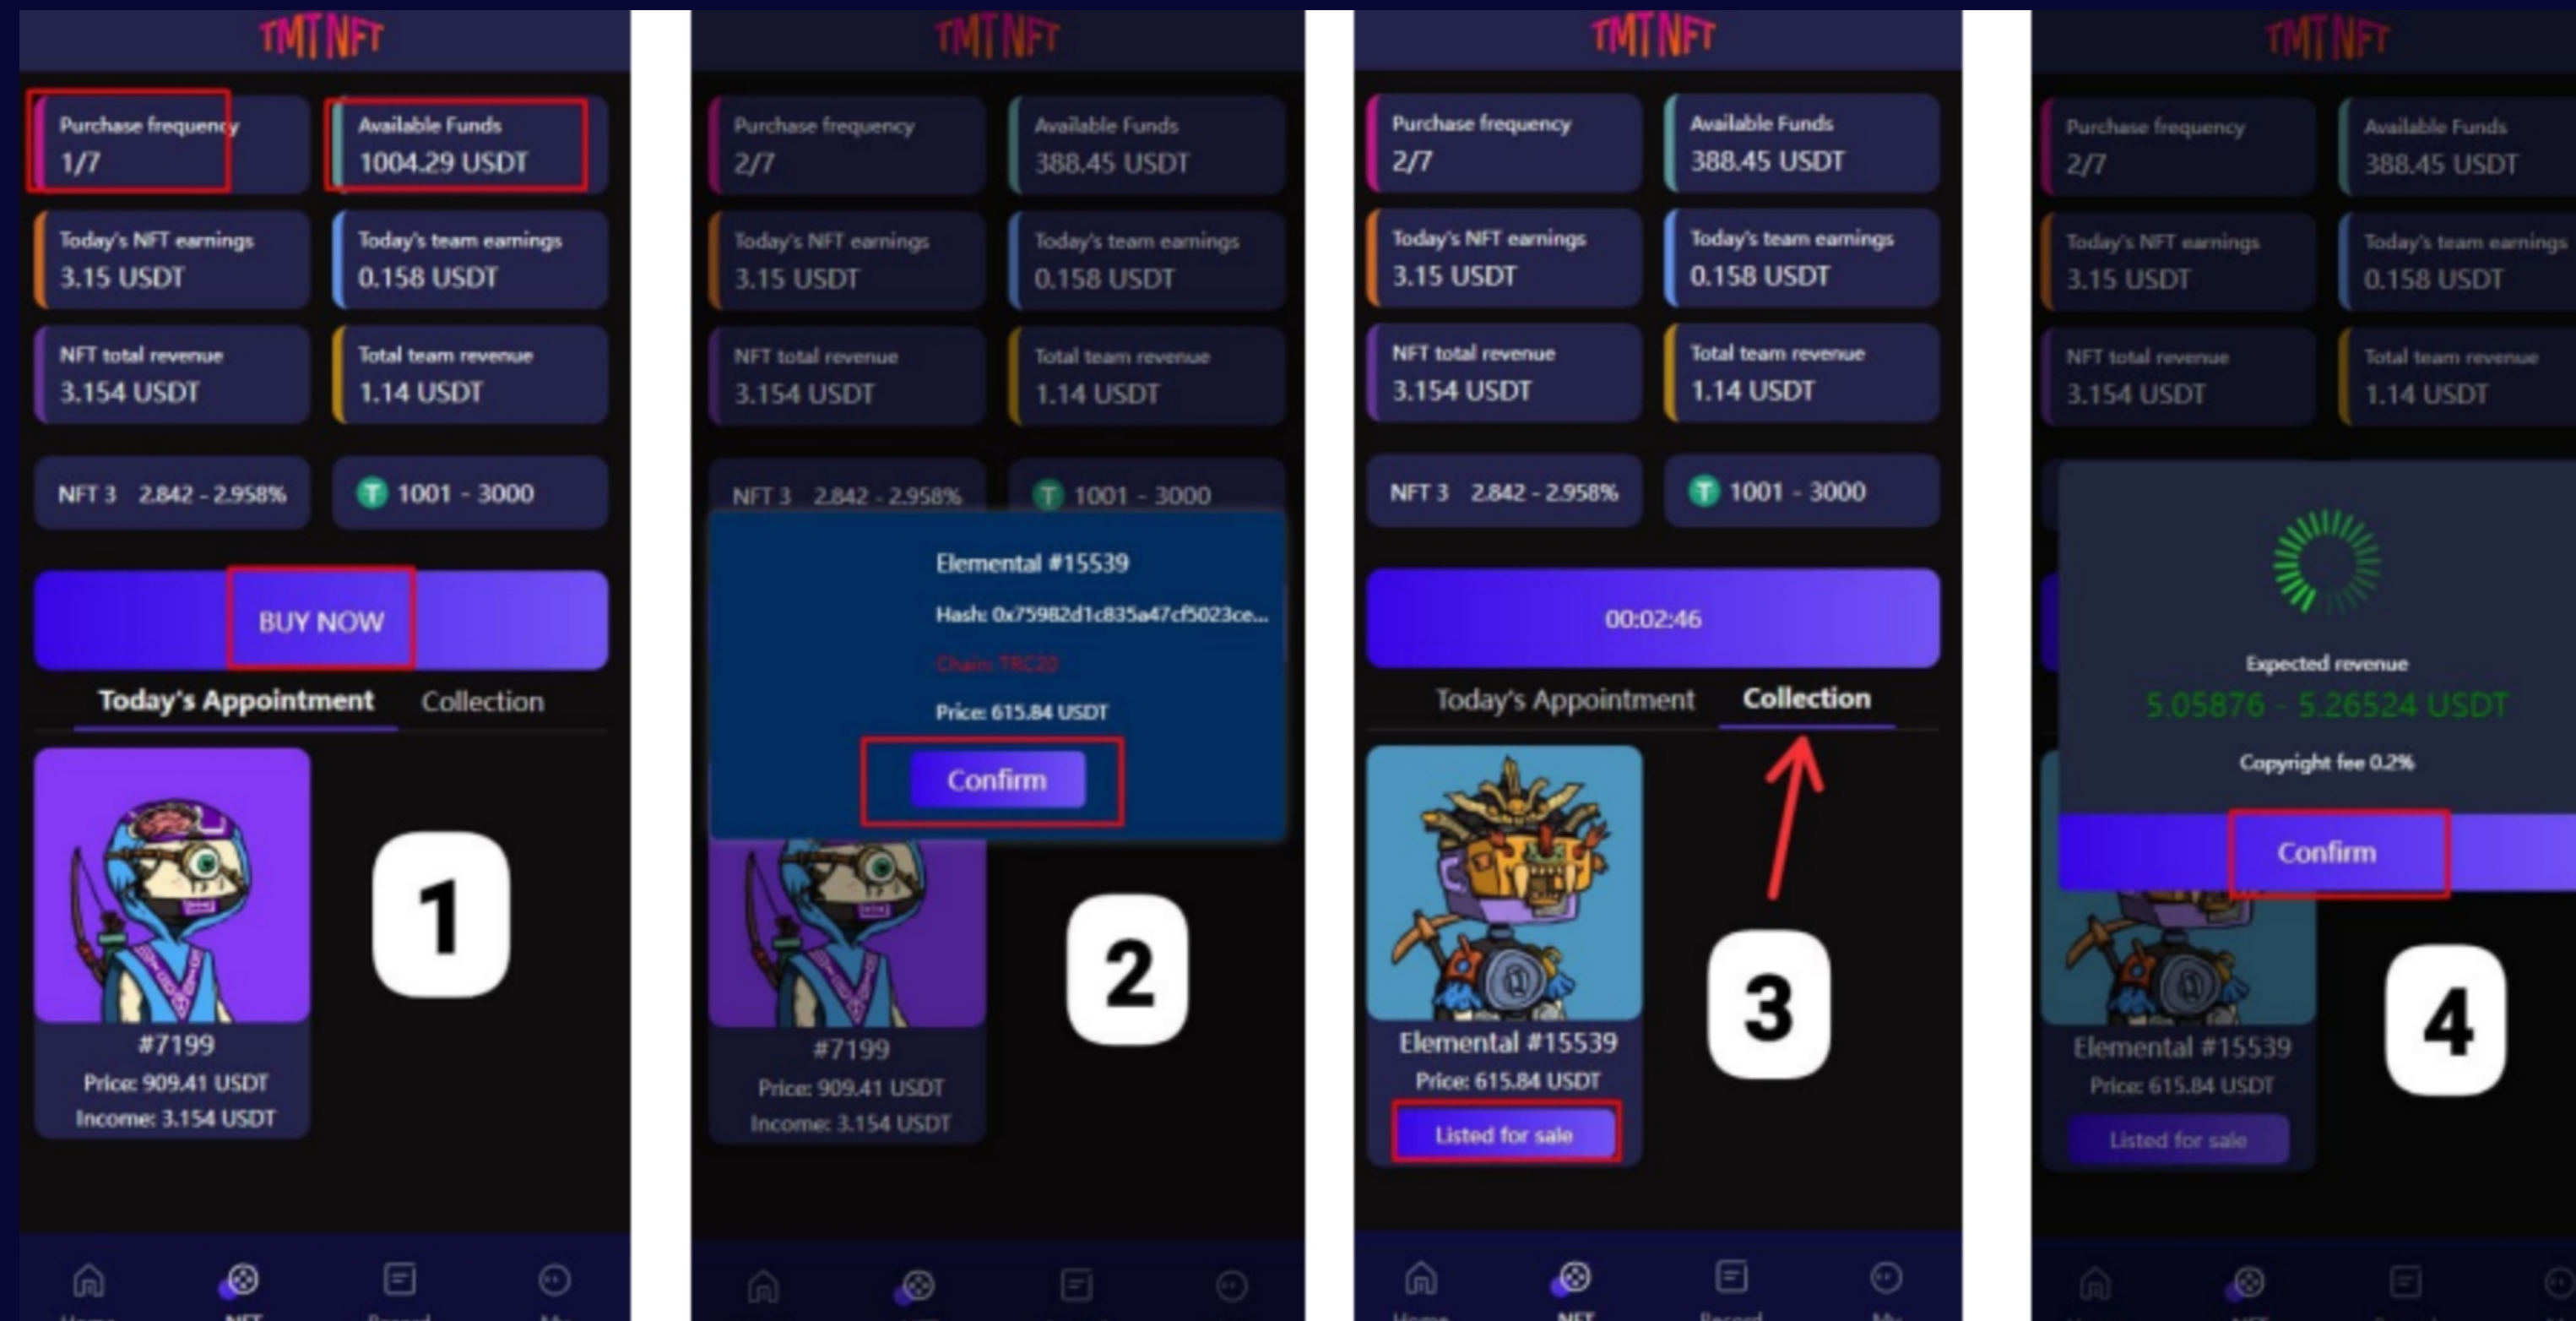 TMT NFT
Purchase frequency
1/7
Available Funds
1004.29 USDT
Today's NFT earnings
3.15 USDT
Today's team earnings
0.158 USDT
NFT total revenue
3.154 USDT
Total team revenue
1.14 USDT
NFT 3 2.842 - 2.958%
1001 - 3000
BUY NOW
Today's Appointment
Collection
#7199
Price: 909.41 USDT
Income: 3.154 USDT
1
TMT NFT
Purchase frequency
2/7
Available Funds
388.45 USDT
Today's NFT earnings
3.15 USDT
Today's team earnings
0.158 USDT
NFT total revenue
3.154 USDT
Total team revenue
1.14 USDT
NFT 3 2.842 - 2.958%
1001 - 3000
Elemental #15539
Hash: 0x75982d1c835a47cf5023ce...
Chain: TRC20
Price: 615.84 USDT
Confirm
#7199
Price: 909.41 USDT
Income: 3.154 USDT
2
TMT NFT
Purchase frequency
2/7
Available Funds
388.45 USDT
Today's NFT earnings
3.15 USDT
Today's team earnings
0.158 USDT
NFT total revenue
3.154 USDT
Total team revenue
1.14 USDT
NFT 3 2.842 - 2.958%
1001 - 3000
00:02:46
Today's Appointment
Collection
Elemental #15539
Price: 615.84 USDT
Listed for sale
3
TMT NFT
Purchase frequency
2/7
Available Funds
388.45 USDT
Today's NFT earnings
3.15 USDT
Today's team earnings
0.158 USDT
NFT total revenue
3.154 USDT
Total team revenue
1.14 USDT
Expected revenue
5.05876 - 5.26524 USDT
Copyright fee 0.2%
Confirm
Elemental #15539
Price: 615.84 USDT
Listed for sale
4